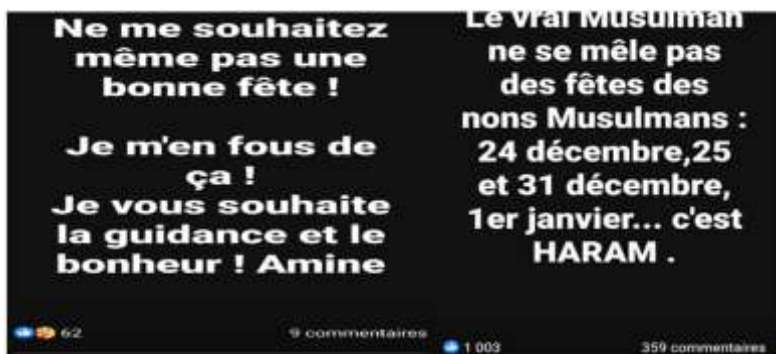 Ne me souhaitez
même pas une
bonne fête !
Je m'en fous de
ça !
Je vous souhaite
la guidance et le
bonheur ! Amine
62
9 commentaires
Le vrai Musulman
ne se mêle pas
des fêtes des
nons Musulmans :
24 décembre,25
et 31 décembre,
1er janvier... c'est
HARAM .
1 003
359 commentaires